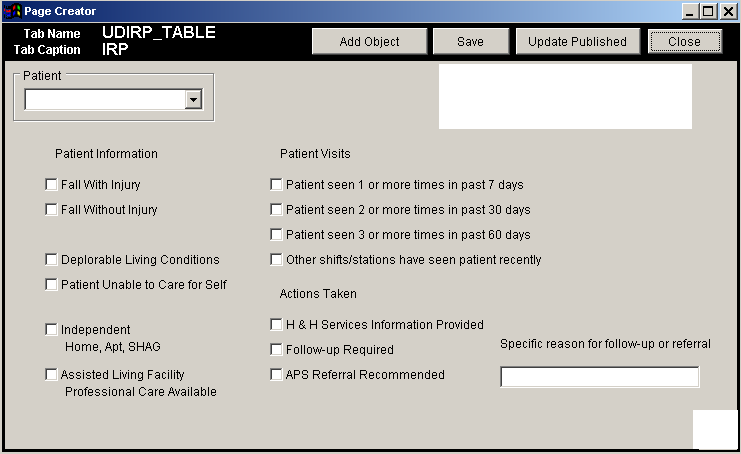 Page Creator
Tab Name UDIRP_TABLE
Tab Caption IRP
Add Object Save Update Published Close
Patient
Patient Information
Fall With Injury
Fall Without Injury
Deplorable Living Conditions
Patient Unable to Care for Self
Independent
Home, Apt, SHAG
Assisted Living Facility
Professional Care Available
Patient Visits
Patient seen 1 or more times in past 7 days
Patient seen 2 or more times in past 30 days
Patient seen 3 or more times in past 60 days
Other shifts/stations have seen patient recently
Actions Taken
H & H Services Information Provided
Follow-up Required
APS Referral Recommended
Specific reason for follow-up or referral